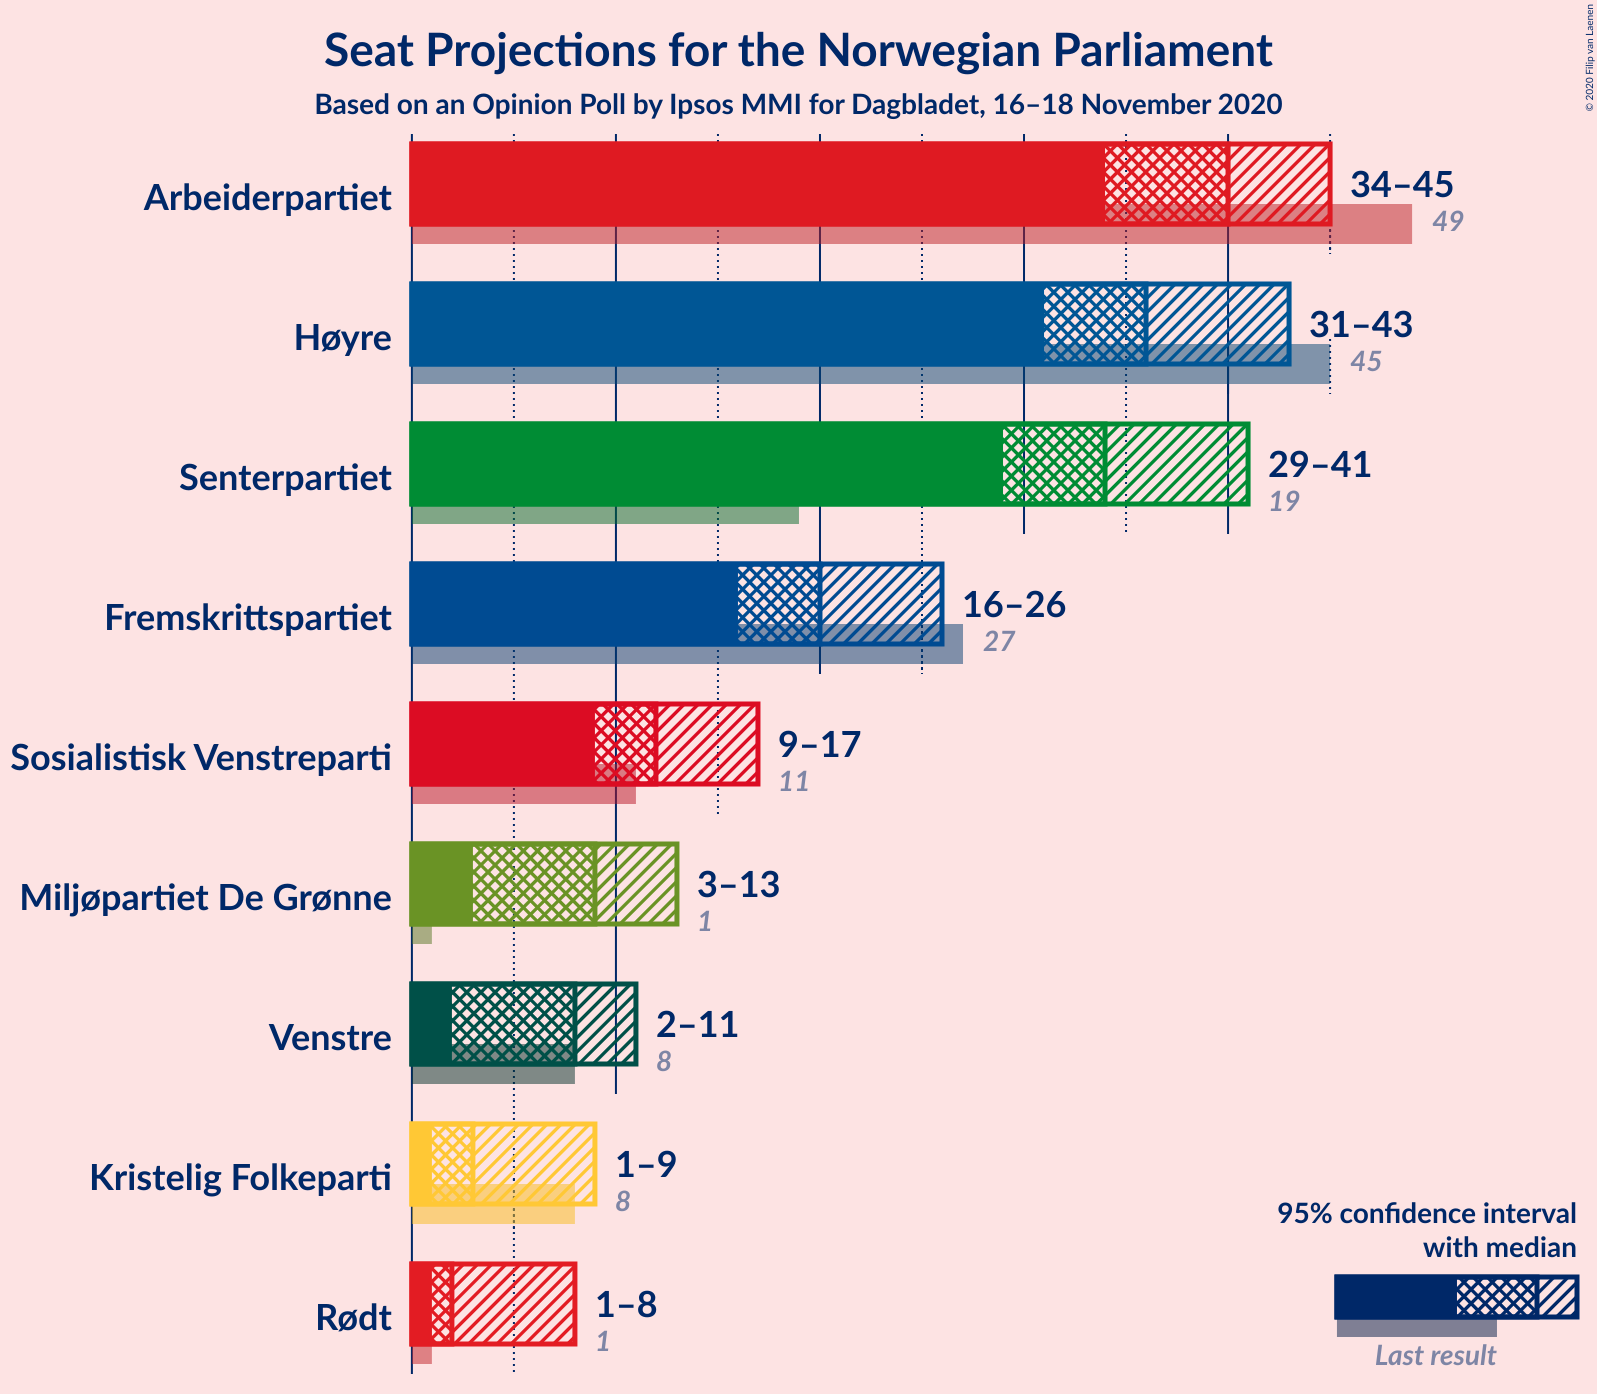 Seat Projections for the Norwegian Parliament
Based on an Opinion Poll by Ipsos MMI for Dagbladet, 16–18 November 2020
© 2020 Filip van Laenen
Arbeiderpartiet
34–45
49
Høyre
31–43
45
Senterpartiet
29–41
19
Fremskrittspartiet
16–26
27
Sosialistisk Venstreparti
9–17
11
Miljøpartiet De Grønne
3–13
1
Venstre
2–11
8
Kristelig Folkeparti
1–9
8
Rødt
1–8
1
95% confidence interval
with median
Last result